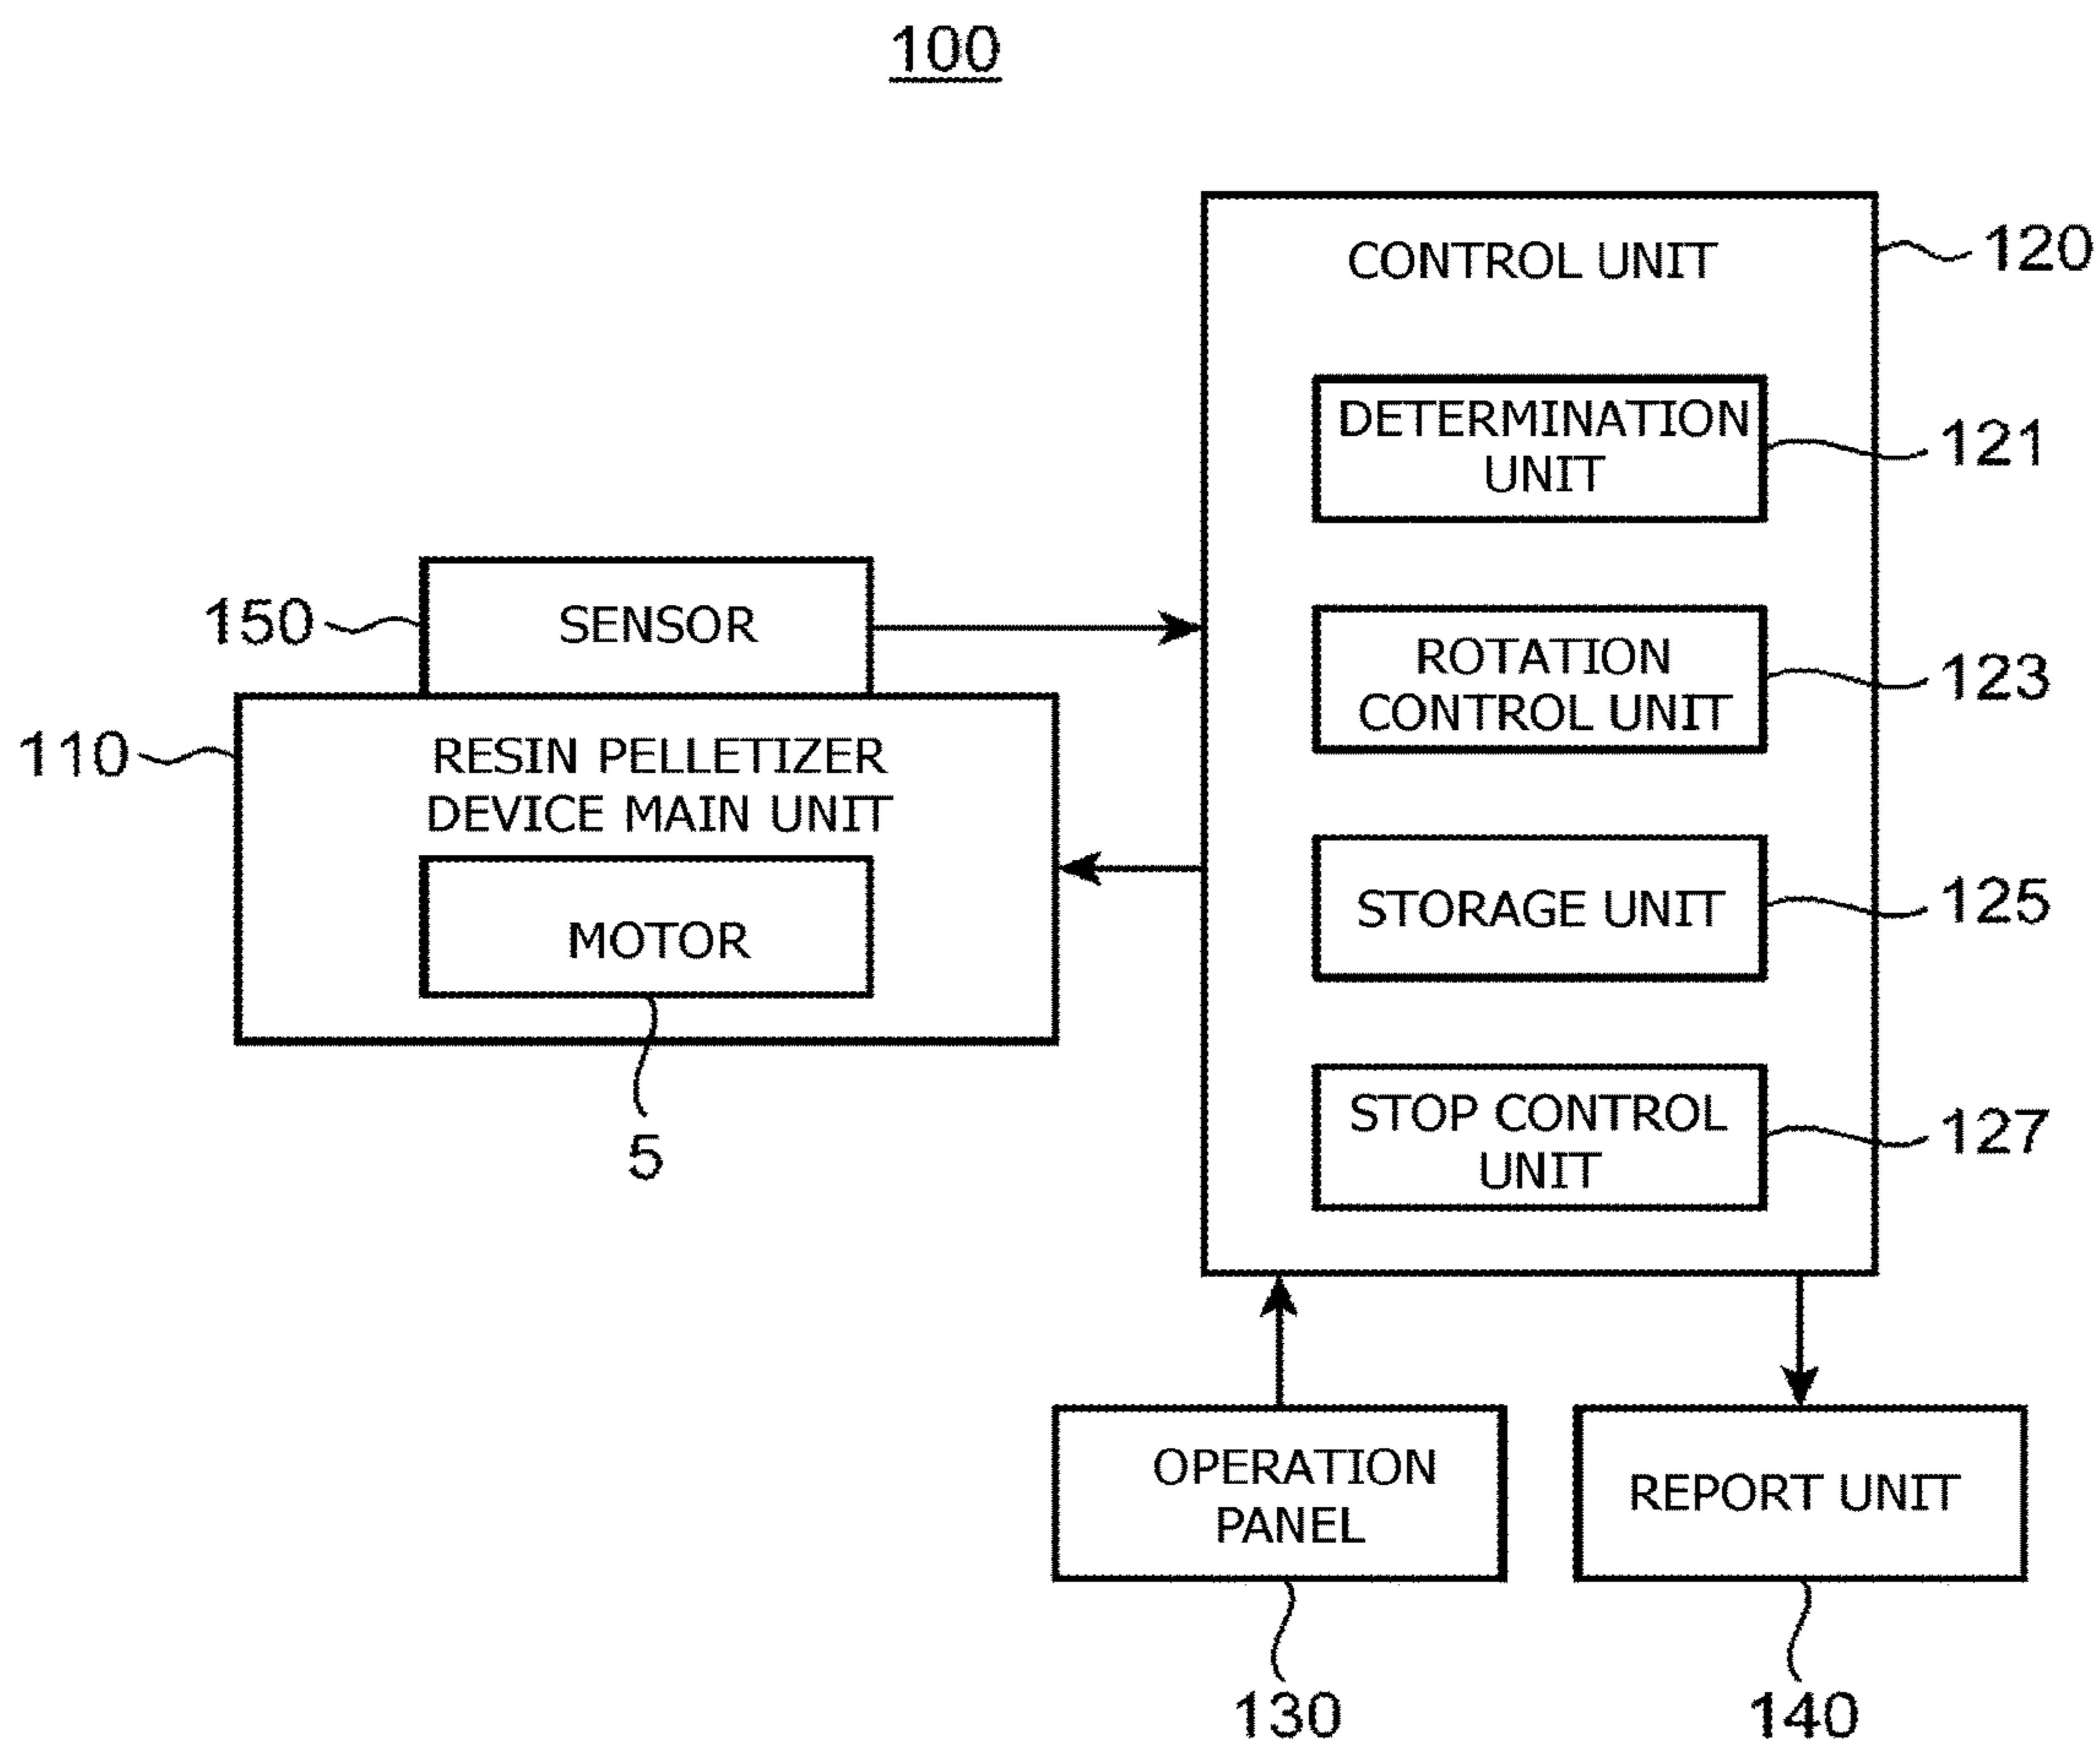 100
CONTROL UNIT
120
DETERMINATION
UNIT
121
150
SENSOR
ROTATION
CONTROL UNIT
123
110
RESIN PELLETIZER
DEVICE MAIN UNIT
MOTOR
5
STORAGE UNIT
125
STOP CONTROL
UNIT
127
OPERATION
PANEL
130
REPORT UNIT
140